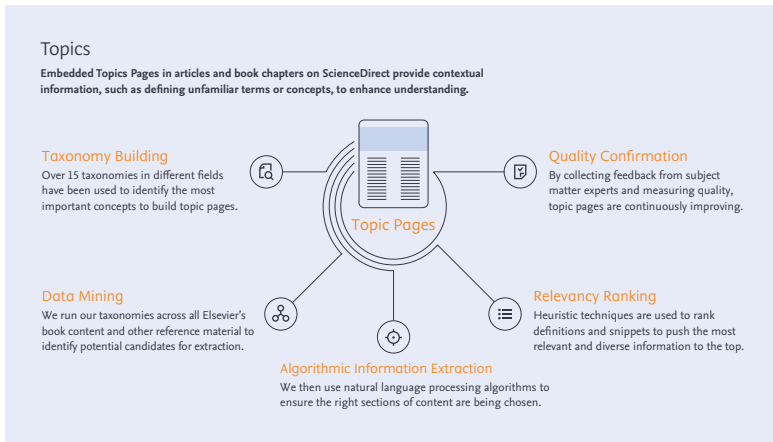 Topics
Embedded Topics Pages in articles and book chapters on ScienceDirect provide contextual
information, such as defining unfamiliar terms or concepts, to enhance understanding.
Taxonomy Building
Over 15 taxonomies in different fields
have been used to identify the most
important concepts to build topic pages.
Quality Confirmation
By collecting feedback from subject
matter experts and measuring quality,
topic pages are continuously improving.
Topic Pages
Data Mining
We run our taxonomies across all Elsevier's
book content and other reference material to
identify potential candidates for extraction.
Relevancy Ranking
Heuristic techniques are used to rank
definitions and snippets to push the most
relevant and diverse information to the top.
Algorithmic Information Extraction
We then use natural language processing algorithms to
ensure the right sections of content are being chosen.